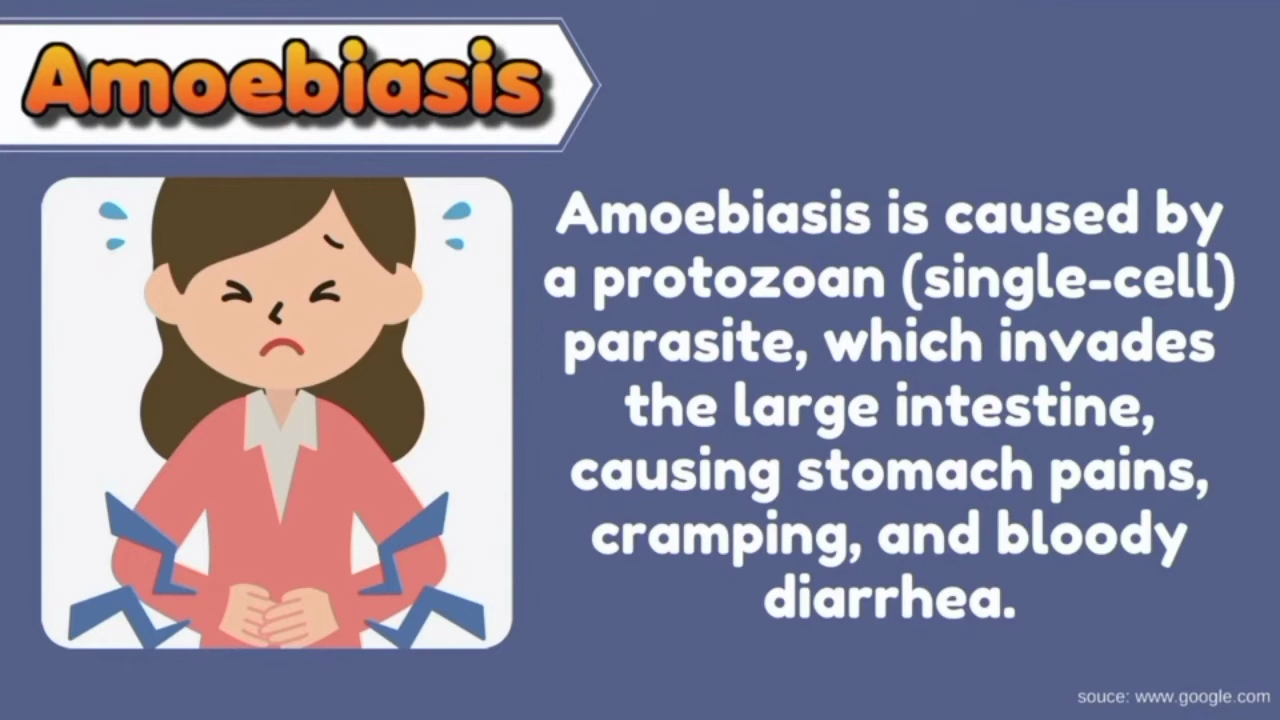 Amoebiasis
Amoebiasis is caused by
a protozoan (single-cell)
parasite, which invades
the large intestine,
causing stomach pains,
cramping, and bloody
diarrhea.
souce: www.google.com